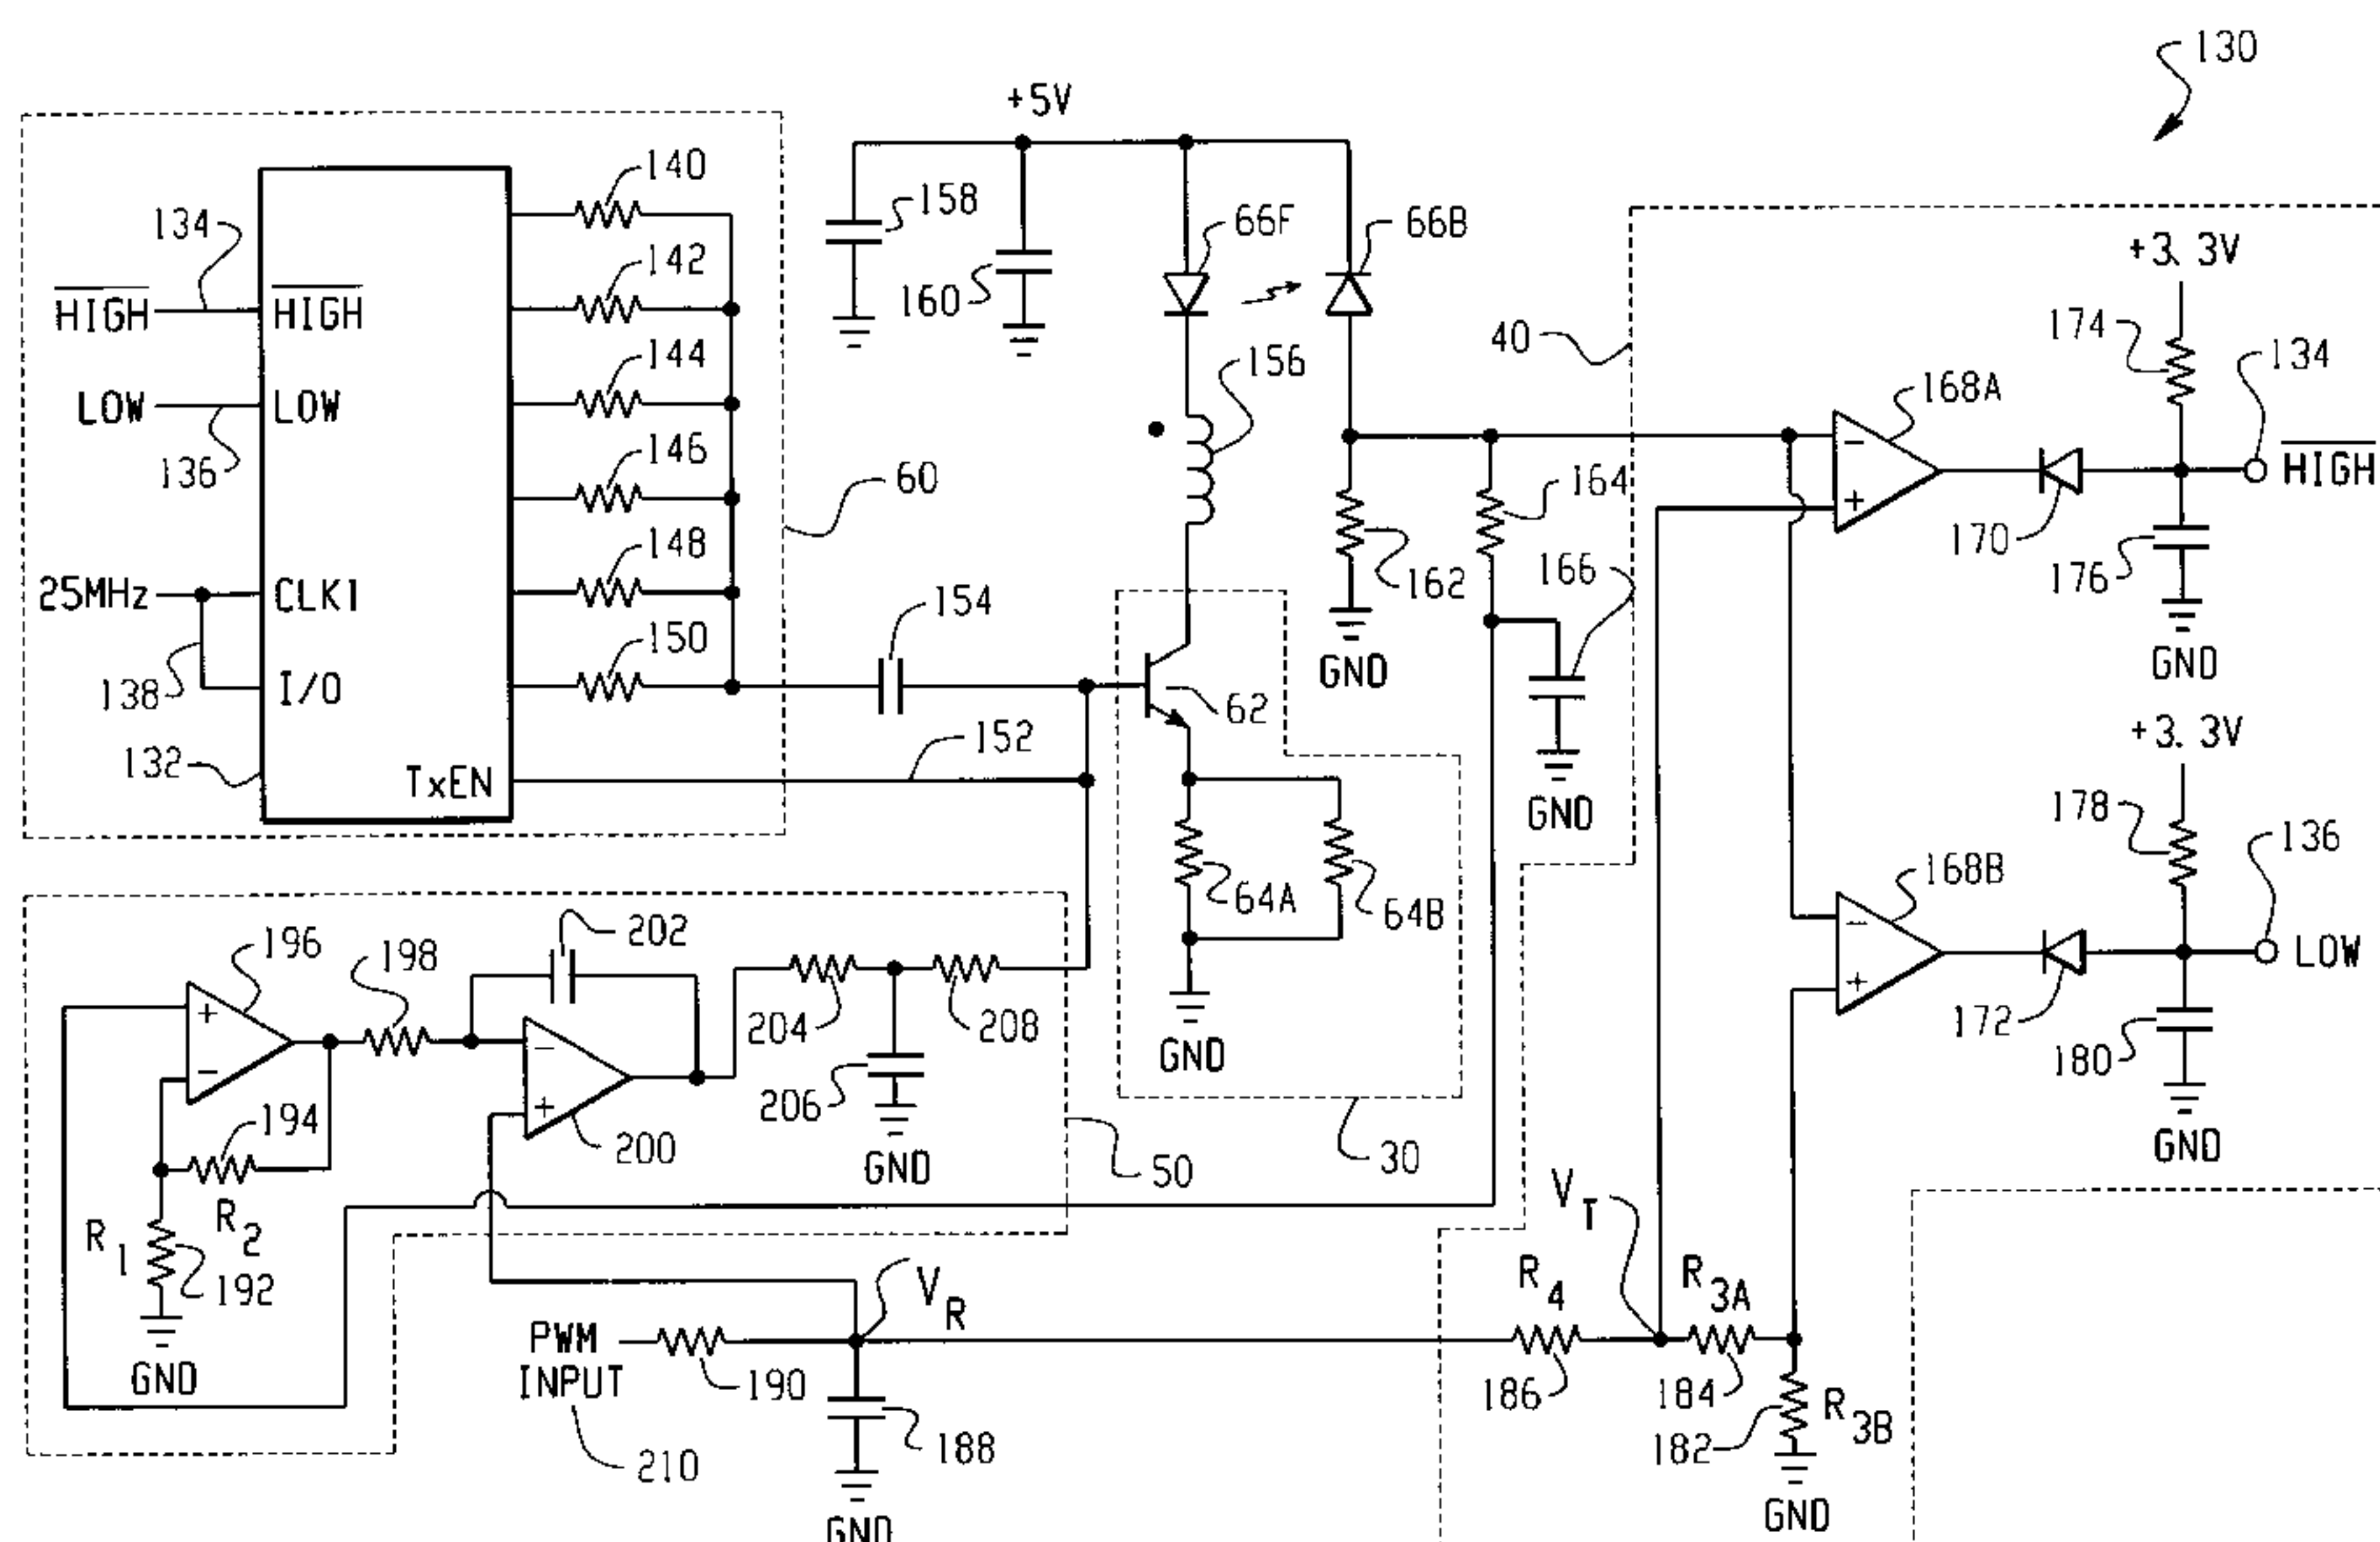 130
+5V
140
158
134
66F
66B
+3. 3V
142
HIGH
HIGH
160
40
174
134
144
156
168A
LOW
LOW
136
146
60
164
HIGH
148
170
25MHz
CLK1
154
162
166
176
150
GND
GND
138
I/O
62
+3. 3V
132
152
TxEN
GND
178
136
64A
64B
168B
196
198
202
LOW
204
208
172
GND
180
206
194
200
GND
50
30
VT
GND
R1
R2
192
VR
R4
R3A
PWM
INPUT
GND
190
186
184
R3B
188
182
210
GND
GND